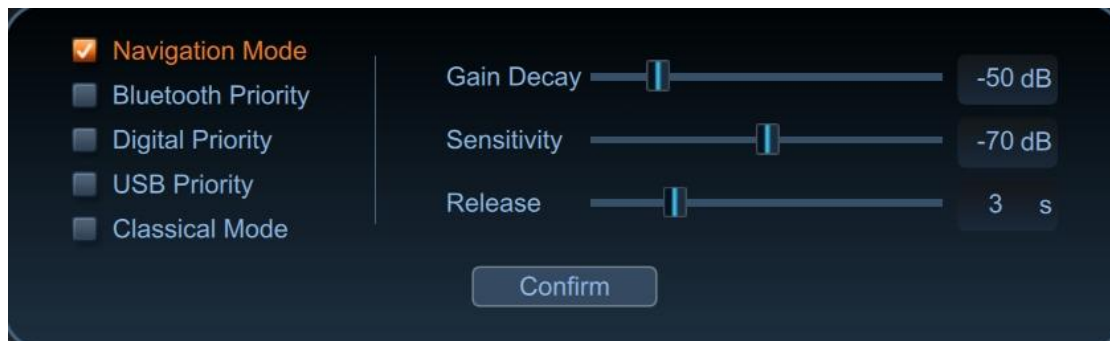 Navigation Mode
Bluetooth Priority
Digital Priority
USB Priority
Classical Mode
Gain Decay -50 dB
Sensitivity -70 dB
Release 3 s
Confirm